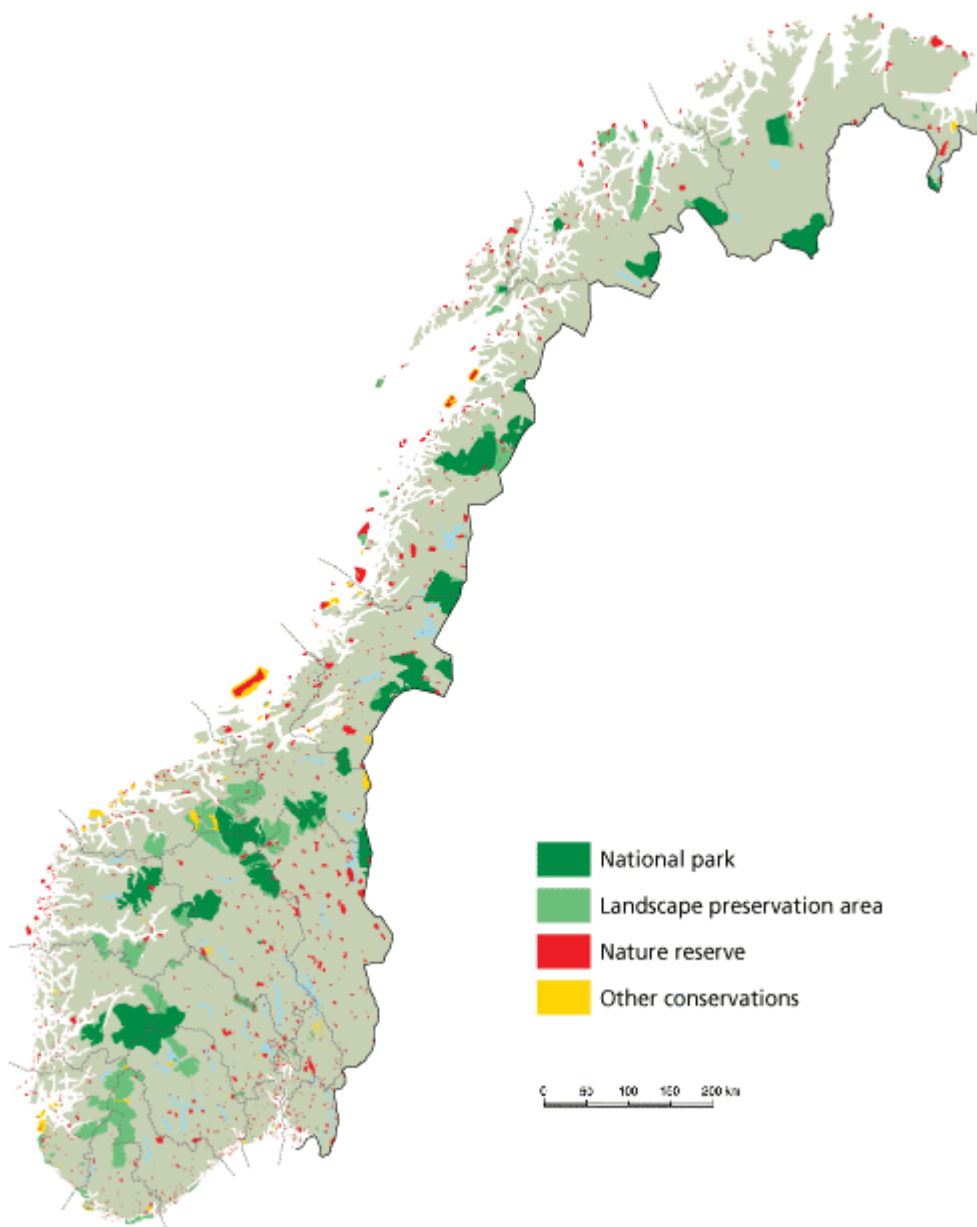 National park
Landscape preservation area
Nature reserve
Other conservations
0 50 100 150 200 km